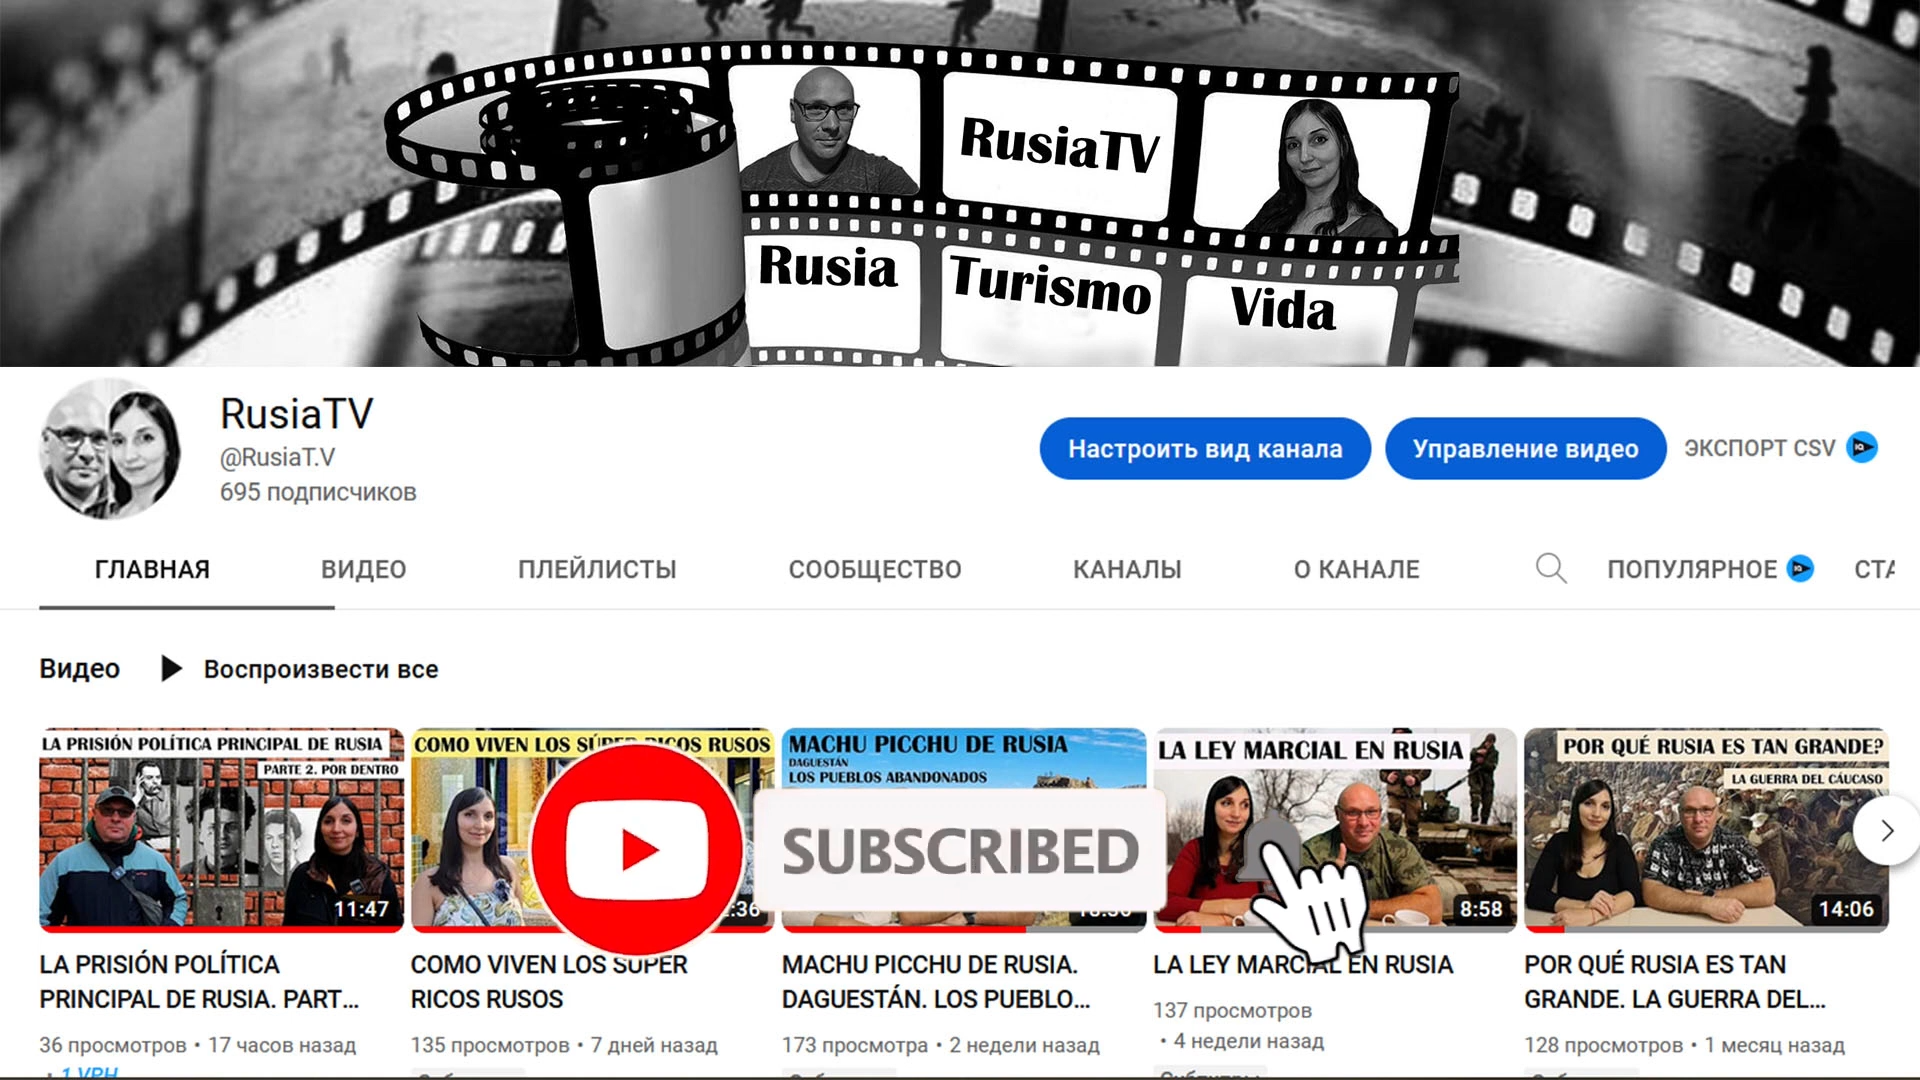 RusiaTV
Rusia
Turismo
Vida
RusiaTV
@RusiaT.V
695 подписчиков
Настроить вид канала
Управление видео
ЭКСПОРТ CSV
ГЛАВНАЯ
ВИДЕО
ПЛЕЙЛИСТЫ
СООБЩЕСТВО
КАНАЛЫ
О КАНАЛЕ
ПОПУЛЯРНОЕ
Видео
Воспроизвести все
LA PRISIÓN POLÍTICA PRINCIPAL DE RUSIA
PARTE 2. POR DENTRO
11:47
COMO VIVEN LOS SÚPER RICOS RUSOS
MACHU PICCHU DE RUSIA
DAGUESTÁN
LOS PUEBLOS ABANDONADOS
LA LEY MARCIAL EN RUSIA
8:58
POR QUÉ RUSIA ES TAN GRANDE?
LA GUERRA DEL CÁUCASO
14:06
SUBSCRIBED
LA PRISIÓN POLÍTICA
PRINCIPAL DE RUSIA. PART...
36 просмотров • 17 часов назад
COMO VIVEN LOS SÚPER
RICOS RUSOS
135 просмотров • 7 дней назад
MACHU PICCHU DE RUSIA.
DAGUESTÁN. LOS PUEBLO...
173 просмотра • 2 недели назад
LA LEY MARCIAL EN RUSIA
137 просмотров
• 4 недели назад
POR QUÉ RUSIA ES TAN
GRANDE. LA GUERRA DEL...
128 просмотров • 1 месяц назад